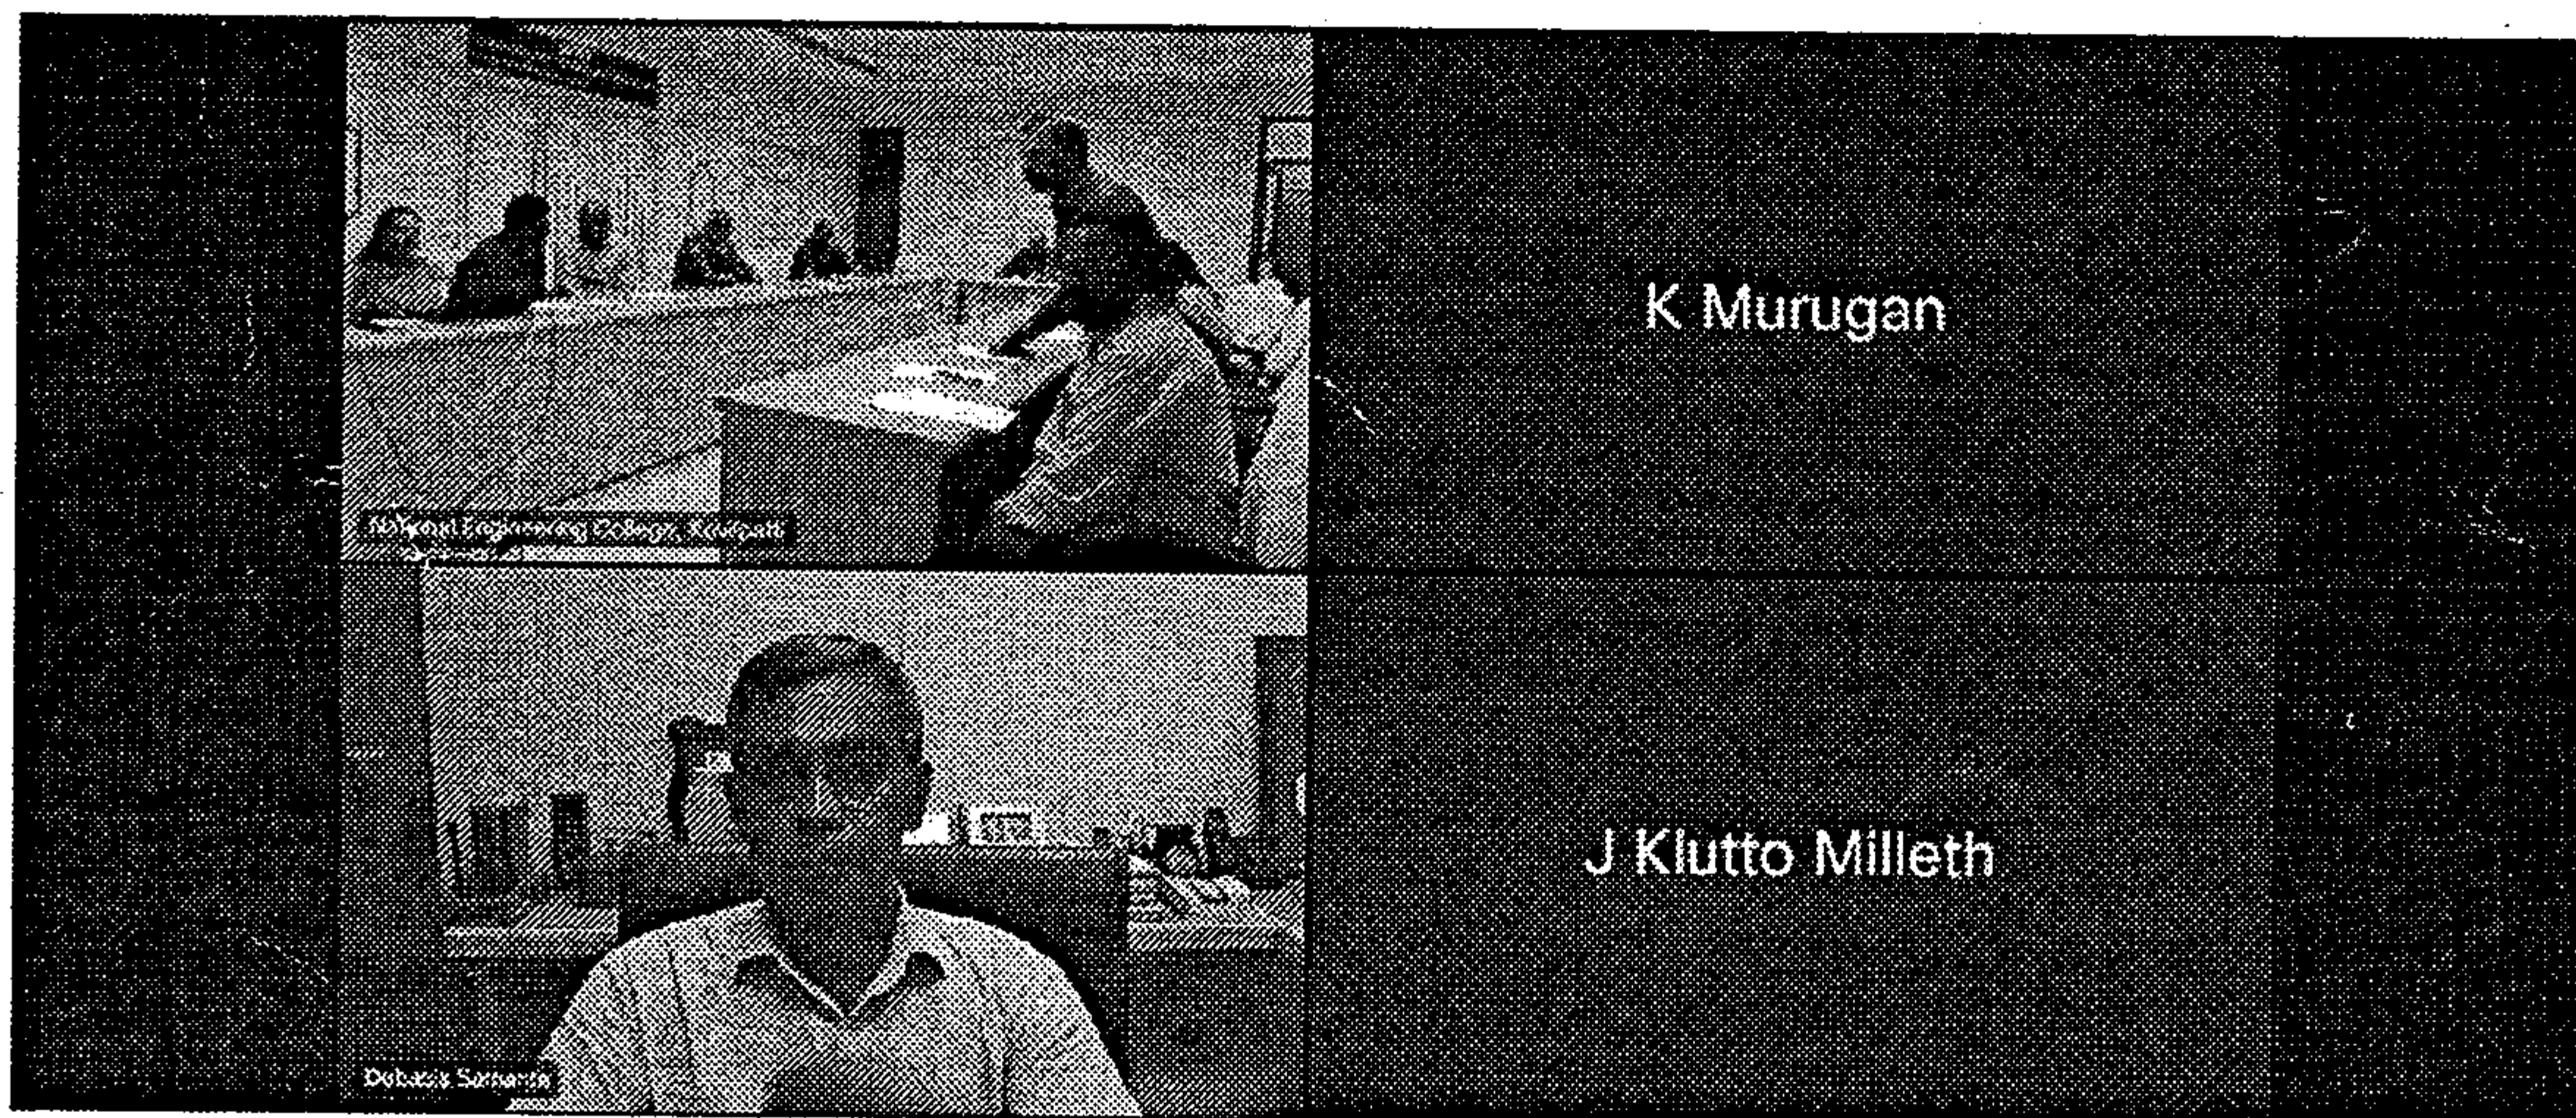 K Murugan
National Engineering College, Kovilpatti
J Klutto Milleth
Debasis Samanta